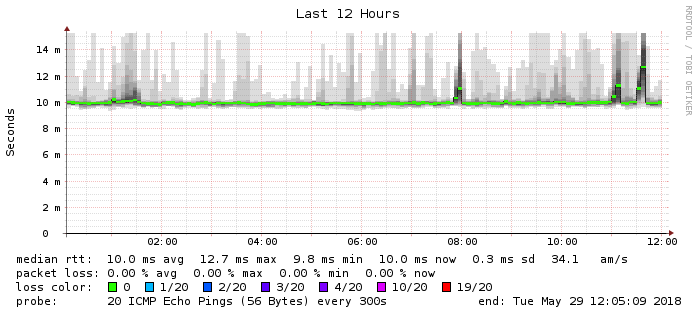 Last 12 Hours
RRDTOOL / TOBI OETIKER
Seconds
14 m
12 m
10 m
8 m
6 m
4 m
2 m
0
02:00 04:00 06:00 08:00 10:00 12:00
median rtt: 10.0 ms avg 12.7 ms max 9.8 ms min 10.0 ms now 0.3 ms sd 34.1 am/s
packet loss: 0.00 % avg 0.00 % max 0.00 % min 0.00 % now
loss color: 0 1/20 2/20 3/20 4/20 10/20 19/20
probe: 20 ICMP Echo Pings (56 Bytes) every 300s end: Tue May 29 12:05:09 2018